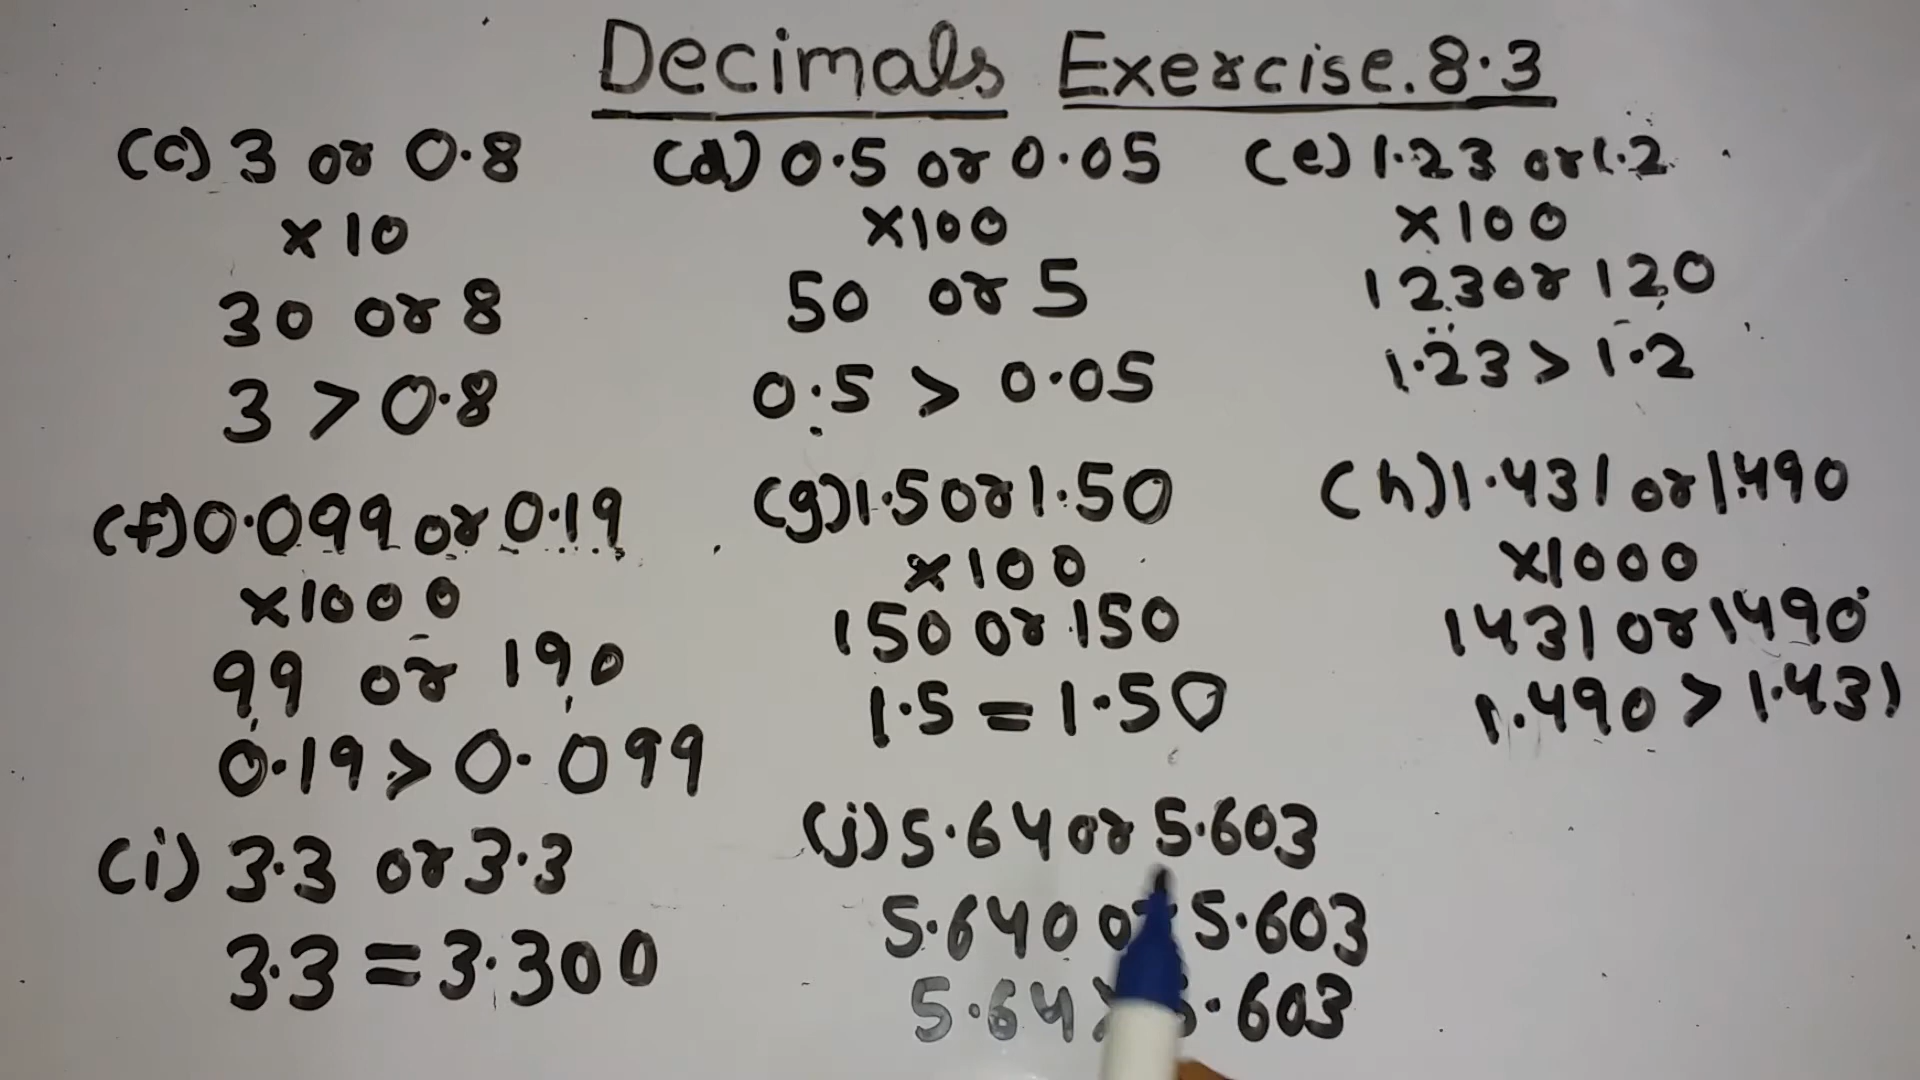 Decimals Exercise.8.3
(c) 3 or 0.8
×10
30 or 8
3 > 0.8
(d) 0.5 or 0.05
×100
50 or 5
0.5 > 0.05
(e) 1.23 or 1.2
×100
123 or 120
1.23 > 1.2
(f) 0.099 or 0.19
×1000
99 or 190
0.19 > 0.099
(g) 1.5 or 1.50
×100
150 or 150
1.5 = 1.50
(h) 1.431 or 1.490
×1000
1431 or 1490
1.490 > 1.431
(i) 3.3 or 3.3
3.3 = 3.300
(j) 5.64 or 5.603
5.640 or 5.603
5.64 > 5.603